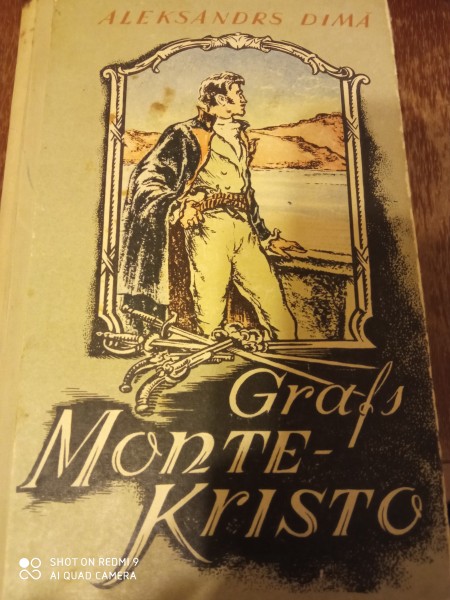 ALEKSANDRS DIMĀ
Grafs
MONTE-
KRISTO
SHOT ON REDMI 9
AI QUAD CAMERA